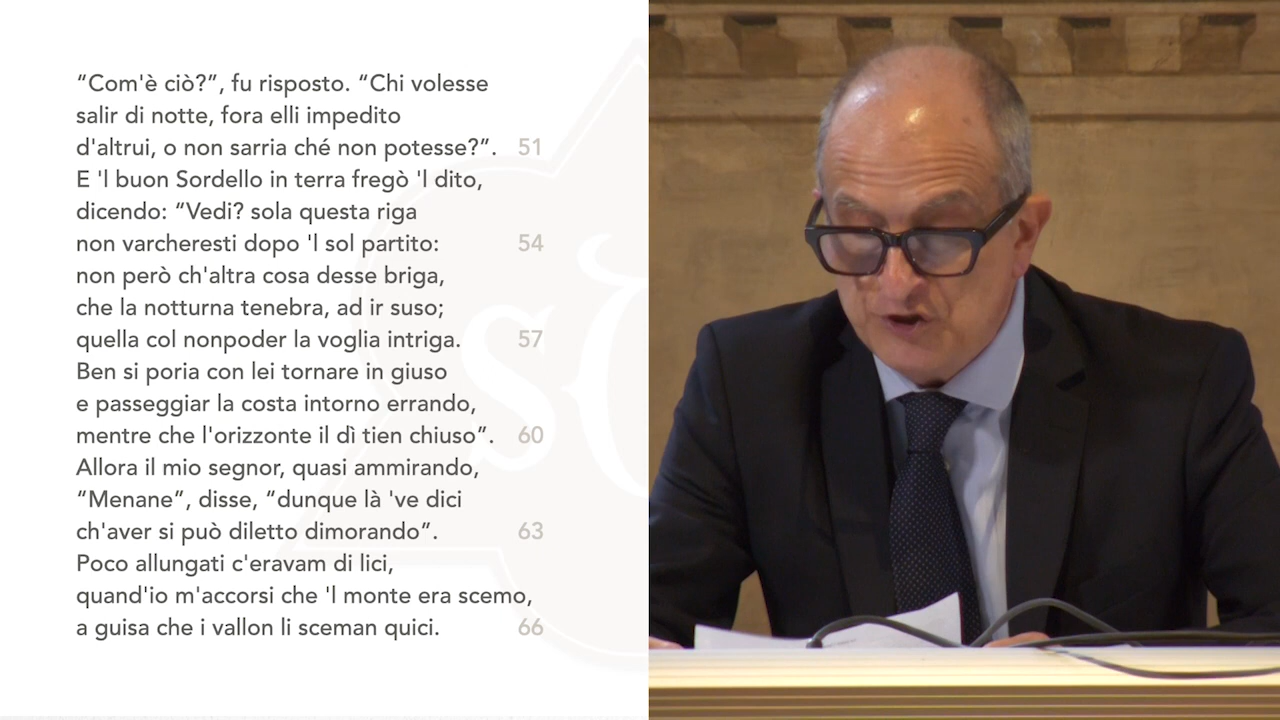 “Com'è ciò?”, fu risposto. “Chi volesse
salir di notte, fora elli impedito
d'altrui, o non sarria ché non potesse?”. 51
E 'l buon Sordello in terra fregò 'l dito,
dicendo: “Vedi? sola questa riga
non varcheresti dopo 'l sol partito: 54
non però ch'altra cosa desse briga,
che la notturna tenebra, ad ir suso;
quella col nonpoder la voglia intriga. 57
Ben si poria con lei tornare in giuso
e passeggiar la costa intorno errando,
mentre che l'orizzonte il dì tien chiuso”. 60
Allora il mio segnor, quasi ammirando,
“Menane”, disse, “dunque là 've dici
ch'aver si può diletto dimorando”. 63
Poco allungati c'eravam di lici,
quand'io m'accorsi che 'l monte era scemo,
a guisa che i vallon li sceman quici. 66